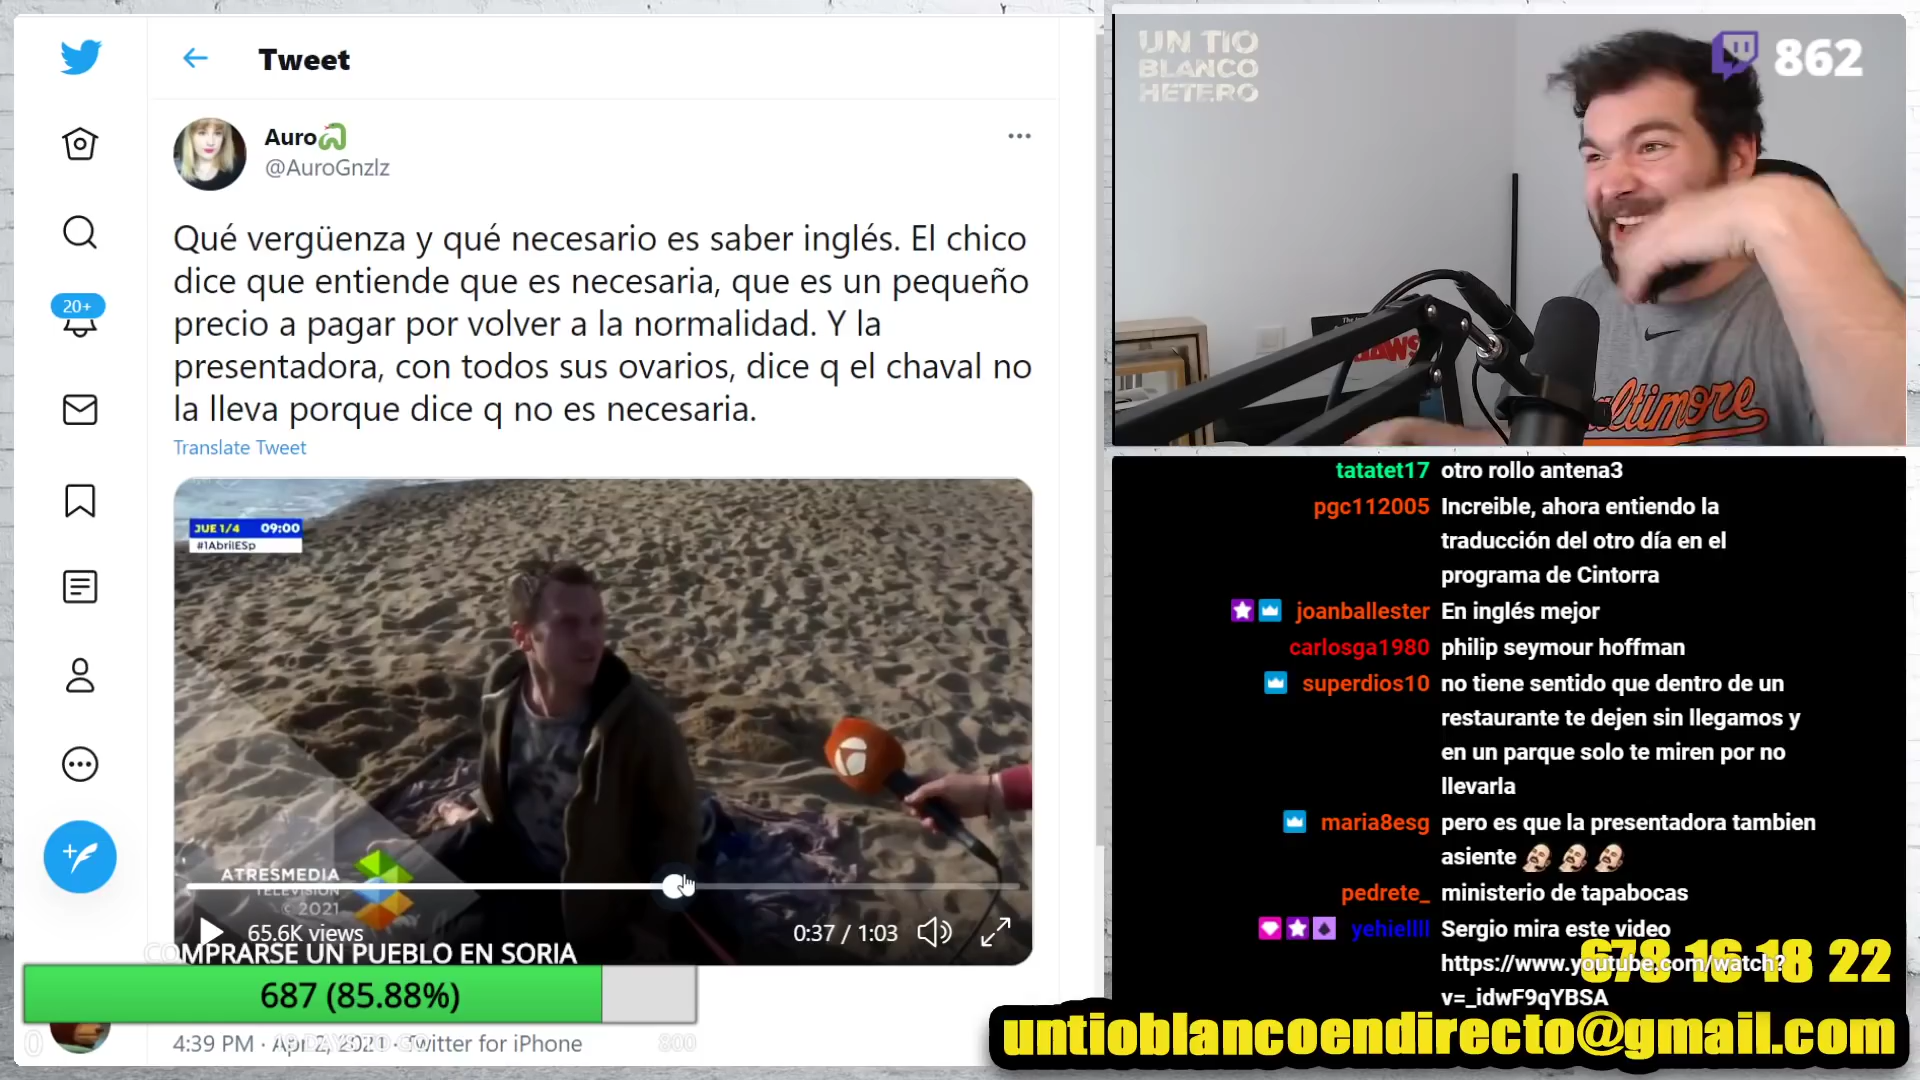 Tweet
Auro
@AuroGnzlz
Qué vergüenza y qué necesario es saber inglés. El chico
dice que entiende que es necesaria, que es un pequeño
precio a pagar por volver a la normalidad. Y la
presentadora, con todos sus ovarios, dice q el chaval no
la lleva porque dice q no es necesaria.
Translate Tweet
20+
JUE 1/4 09:00
#1AbrilESp
ATRESMEDIA
TELEVISIÓN
© 2021
65.6K views
0:37 / 1:03
COMPRARSE UN PUEBLO EN SORIA
687 (85.88%)
0
800
4:39 PM · Apr 2, 2021 · Twitter for iPhone
UN TIO
BLANCO
HETERO
862
altimore
tatatet17 otro rollo antena3
pgc112005 Increible, ahora entiendo la
traducción del otro día en el
programa de Cintorra
joanballester En inglés mejor
carlosga1980 philip seymour hoffman
superdios10 no tiene sentido que dentro de un
restaurante te dejen sin llegamos y
en un parque solo te miren por no
llevarla
maria8esg pero es que la presentadora tambien
asiente
pedrete_ ministerio de tapabocas
yehiellll Sergio mira este video
https://www.youtube.com/watch?
v=_idwF9qYBSA
678 16 18 22
untioblancoendirecto@gmail.com